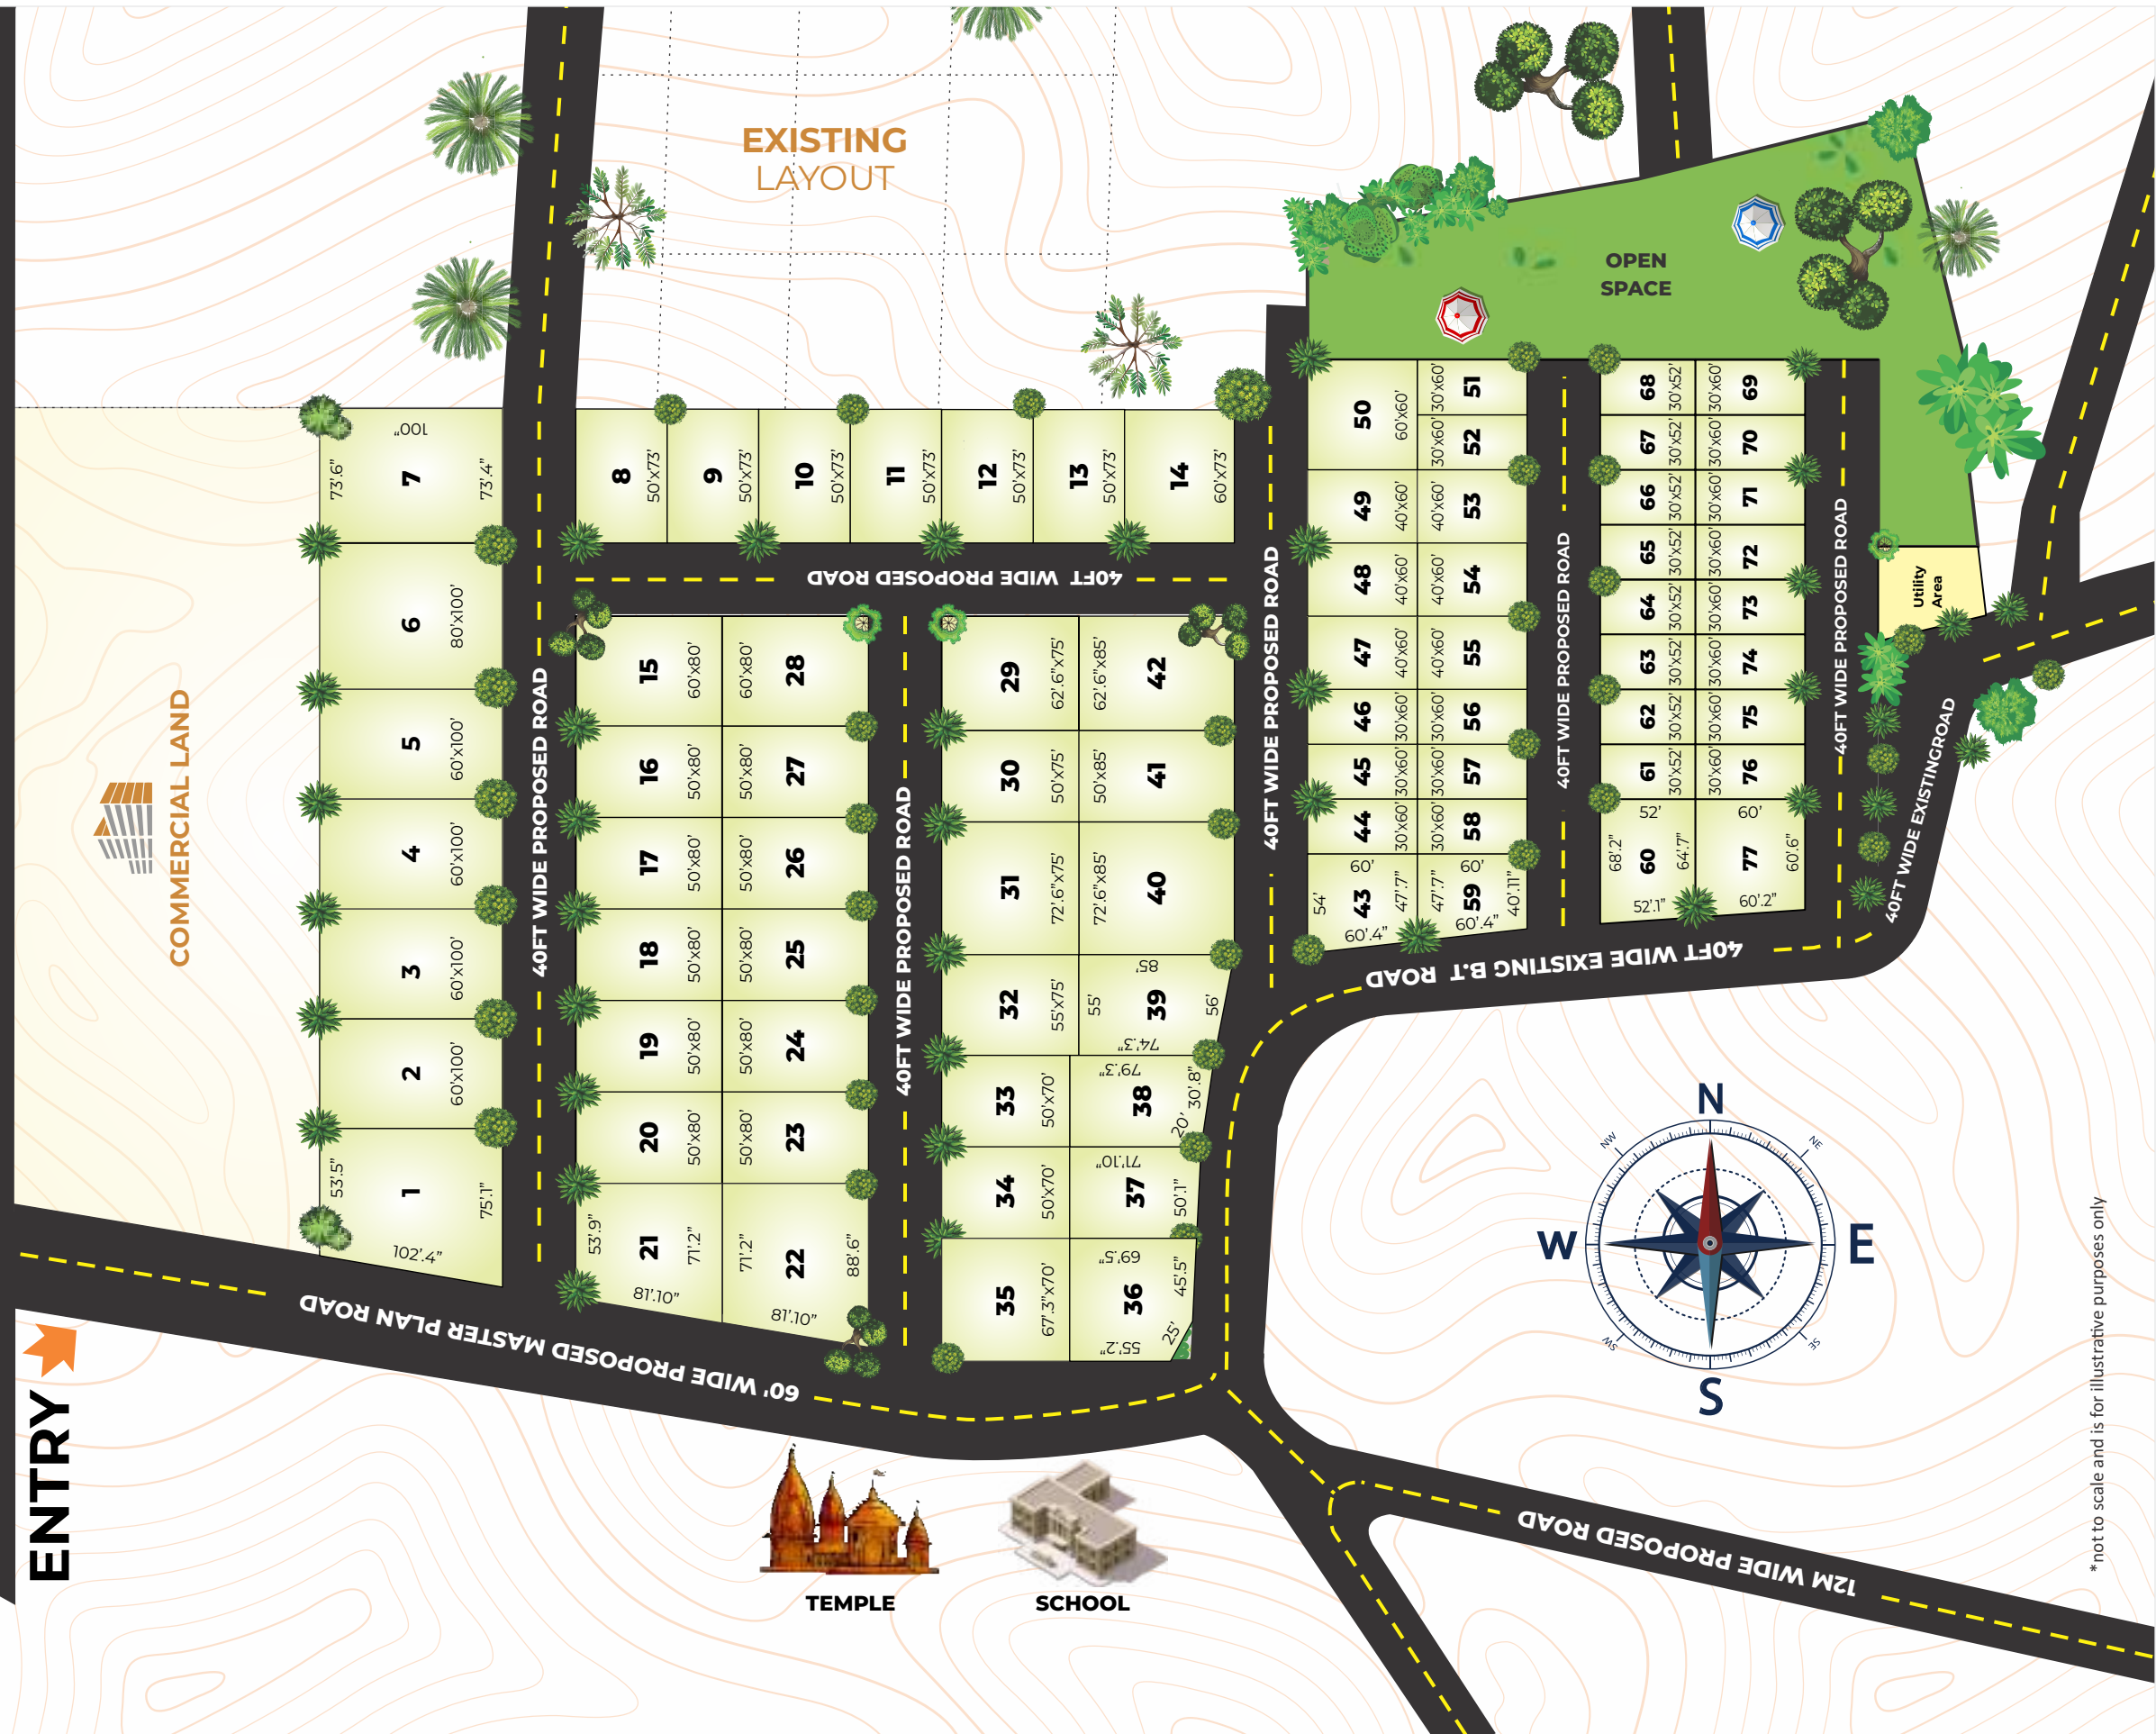 EXISTING
LAYOUT
OPEN
SPACE
COMMERCIAL LAND
100”
7
73’.6”
73’.4”
6
80’x100’
5
60’x100’
4
60’x100’
3
60’x100’
2
60’x100’
1
53’.5”
75’.1”
102’.4”
40FT WIDE PROPOSED ROAD
8
50’x73’
9
50’x73’
10
50’x73’
11
50’x73’
12
50’x73’
13
50’x73’
14
60’x73’
40FT WIDE PROPOSED ROAD
15
60’x80’
16
50’x80’
17
50’x80’
18
50’x80’
19
50’x80’
20
50’x80’
21
53’.9”
71’.2”
81’.10”
28
60’x80’
27
50’x80’
26
50’x80’
25
50’x80’
24
50’x80’
23
50’x80’
22
71’.2”
88’.6”
81’.10”
40FT WIDE PROPOSED ROAD
29
62’.6”x75’
30
50’x75’
31
72’.6”x75’
32
55’x75’
33
50’x70’
34
50’x70’
35
67’.3”x70’
42
62’.6”x85’
41
50’x85’
40
72’.6”x85’
85’
39
55’
56’
74’.3”
79’.3”
38
30’.8”
20’
71’.10”
37
50’.1”
69’.5”
36
45’.5”
55’.2”
25’
40FT WIDE PROPOSED ROAD
50
60’x60’
49
40’x60’
48
40’x60’
47
40’x60’
46
30’x60’
45
30’x60’
44
30’x60’
60’
43
54’
47’.7”
60’.4”
51
30’x60’
52
30’x60’
53
40’x60’
54
40’x60’
55
40’x60’
56
30’x60’
57
30’x60’
58
30’x60’
60’
59
47’.7”
40’.11”
60’.4”
40FT WIDE PROPOSED ROAD
68
30’x52’
67
30’x52’
66
30’x52’
65
30’x52’
64
30’x52’
63
30’x52’
62
30’x52’
61
30’x52’
52’
60
68’.2”
64’.7”
52’.1”
69
30’x60’
70
30’x60’
71
30’x60’
72
30’x60’
73
30’x60’
74
30’x60’
75
30’x60’
76
30’x60’
60’
77
60’.6”
60’.2”
40FT WIDE PROPOSED ROAD
Utility
Area
40FT WIDE EXISTINGROAD
40FT WIDE EXISTING B.T ROAD
60' WIDE PROPOSED MASTER PLAN ROAD
ENTRY
TEMPLE
SCHOOL
12M WIDE PROPOSED ROAD
N
NW
NE
W
E
SW
SE
S
*not to scale and is for illustrative purposes only